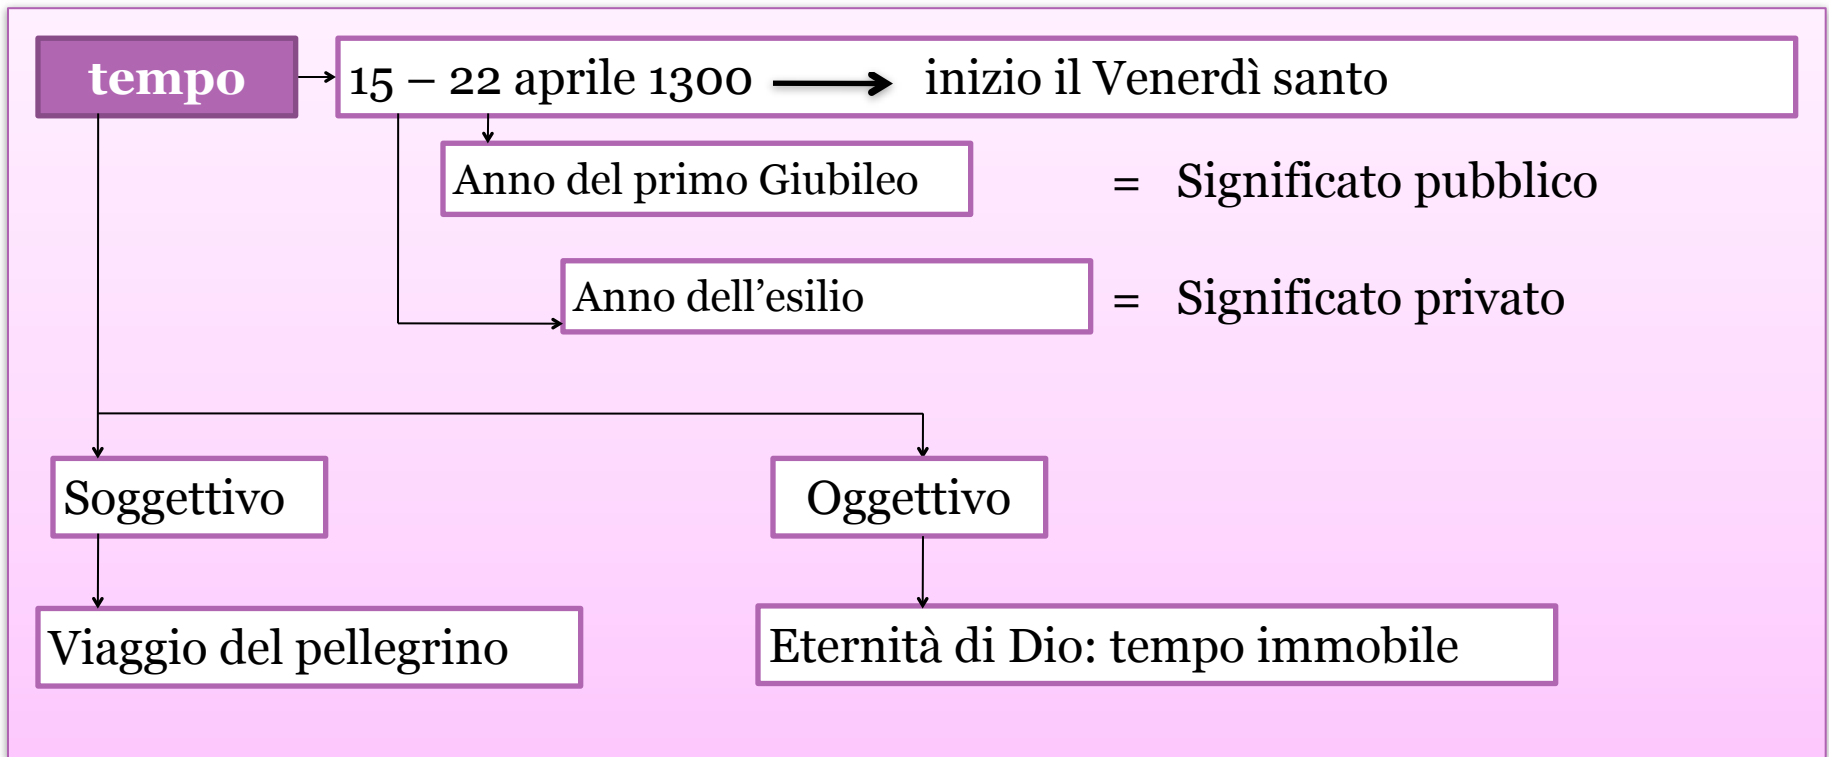 tempo
15 – 22 aprile 1300 inizio il Venerdì santo
Anno del primo Giubileo = Significato pubblico
Anno dell’esilio = Significato privato
Soggettivo
Oggettivo
Viaggio del pellegrino
Eternità di Dio: tempo immobile